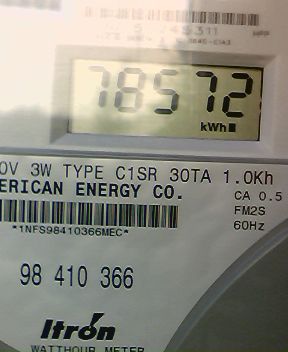 78572
kWh
0V 3W TYPE C1SR 30TA 1.0Kh
ERICAN ENERGY CO.
CA 0.5
FM2S
*1NFS98410366MEC*
60Hz
98 410 366
Itron
WATTHOUR METER